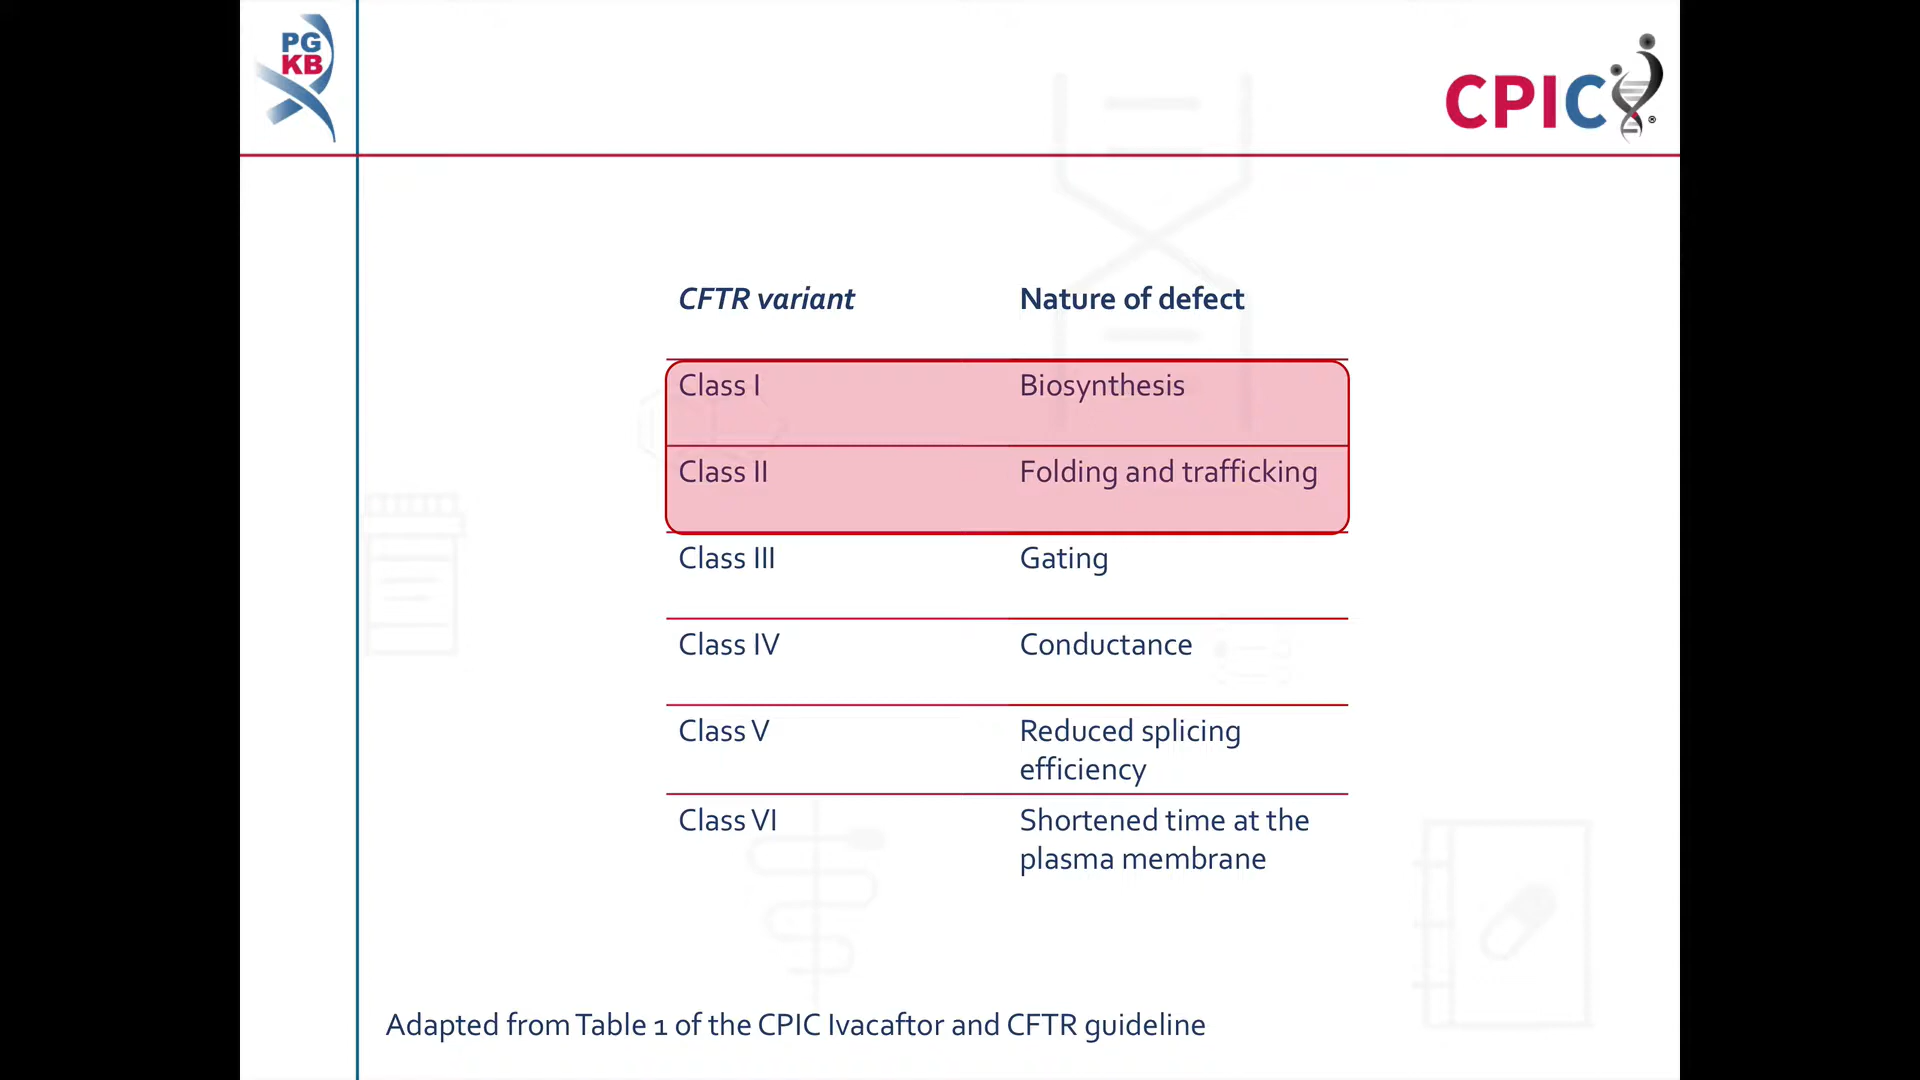 PG
KB
CPIC®
CFTR variant Nature of defect
Class I Biosynthesis
Class II Folding and trafficking
Class III Gating
Class IV Conductance
Class V Reduced splicing
efficiency
Class VI Shortened time at the
plasma membrane
Adapted from Table 1 of the CPIC Ivacaftor and CFTR guideline